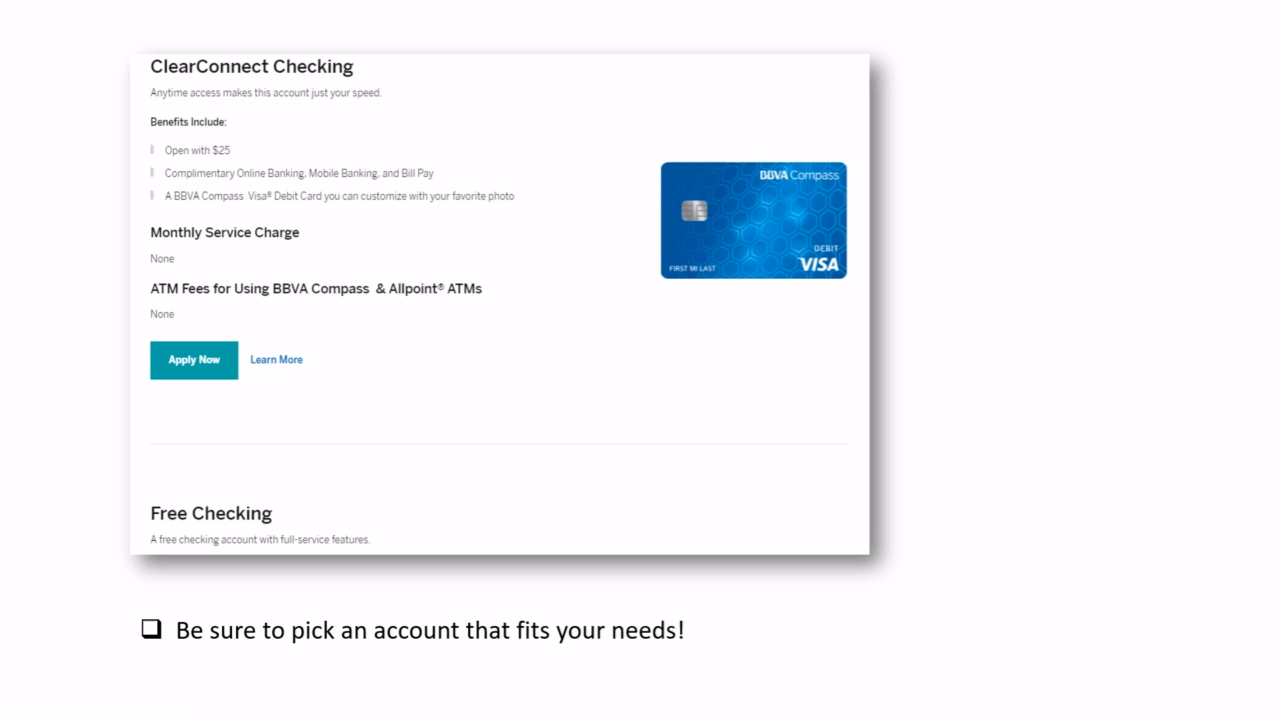 ClearConnect Checking
Anytime access makes this account just your speed.
Benefits Include:
Open with $25
Complimentary Online Banking, Mobile Banking, and Bill Pay
A BBVA Compass Visa® Debit Card you can customize with your favorite photo
BBVA Compass
DEBIT
VISA
FIRST MI LAST
Monthly Service Charge
None
ATM Fees for Using BBVA Compass & Allpoint® ATMs
None
Apply Now Learn More
Free Checking
A free checking account with full-service features.
Be sure to pick an account that fits your needs!